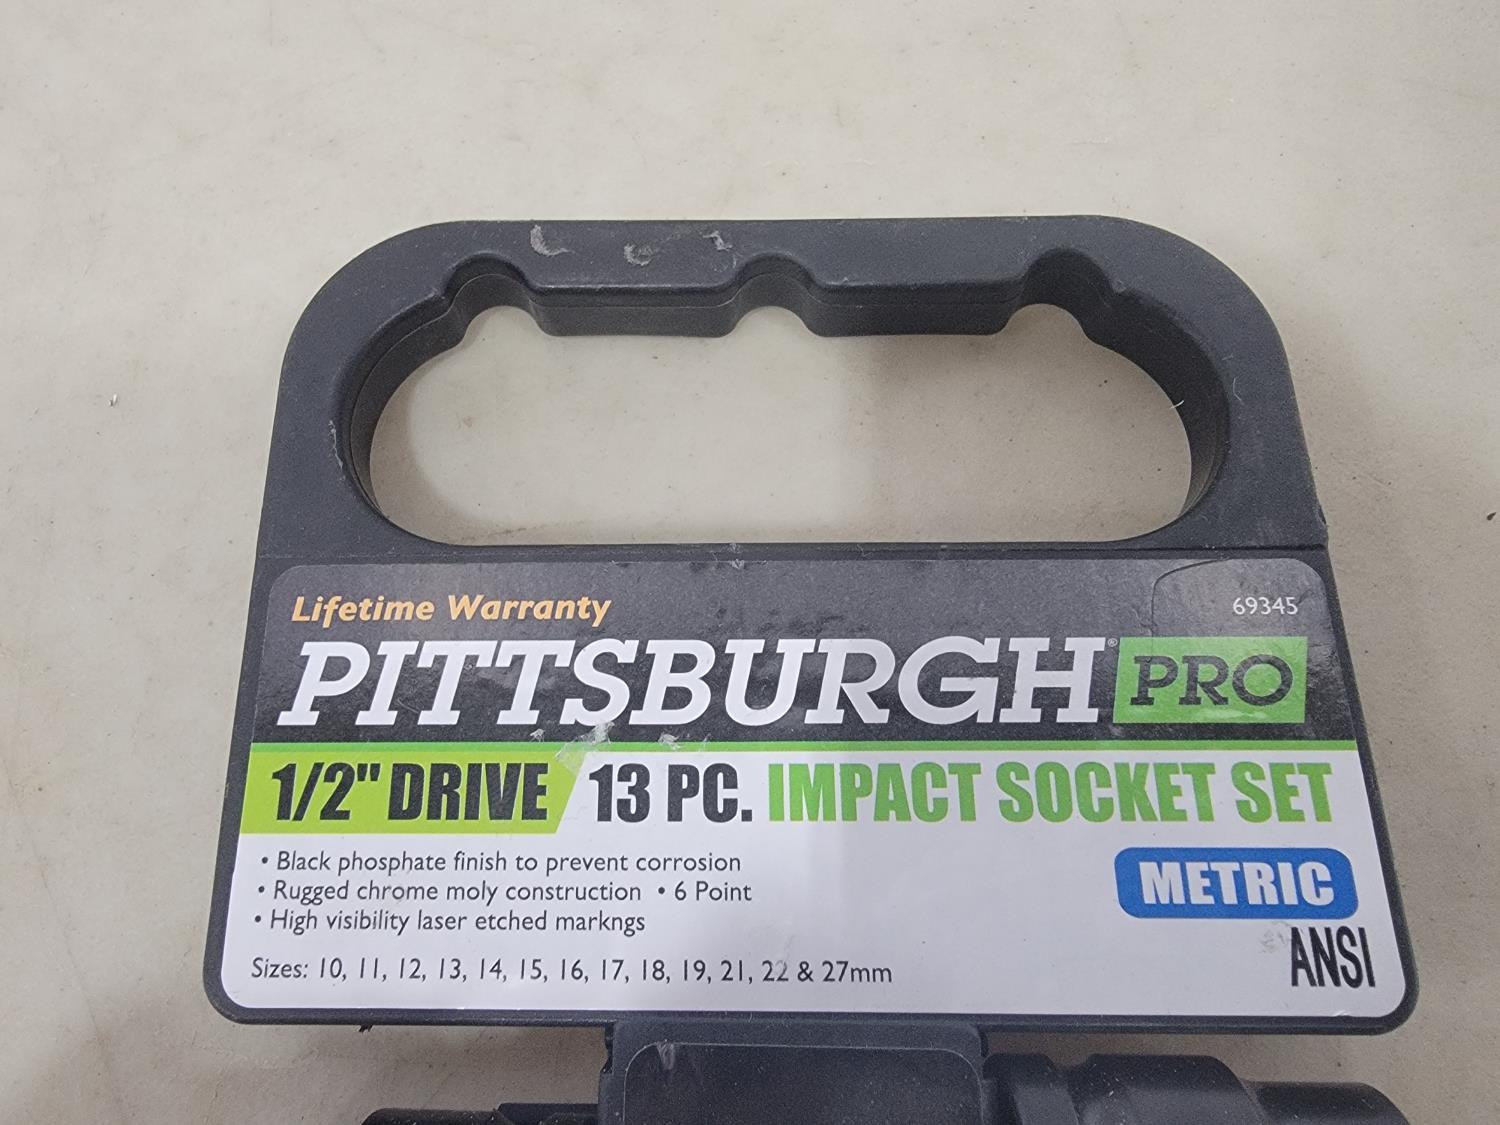 Lifetime Warranty
69345
PITTSBURGH® PRO
1/2" DRIVE 13 PC. IMPACT SOCKET SET
• Black phosphate finish to prevent corrosion
• Rugged chrome moly construction • 6 Point
• High visibility laser etched markngs
METRIC
ANSI
Sizes: 10, 11, 12, 13, 14, 15, 16, 17, 18, 19, 21, 22 & 27mm